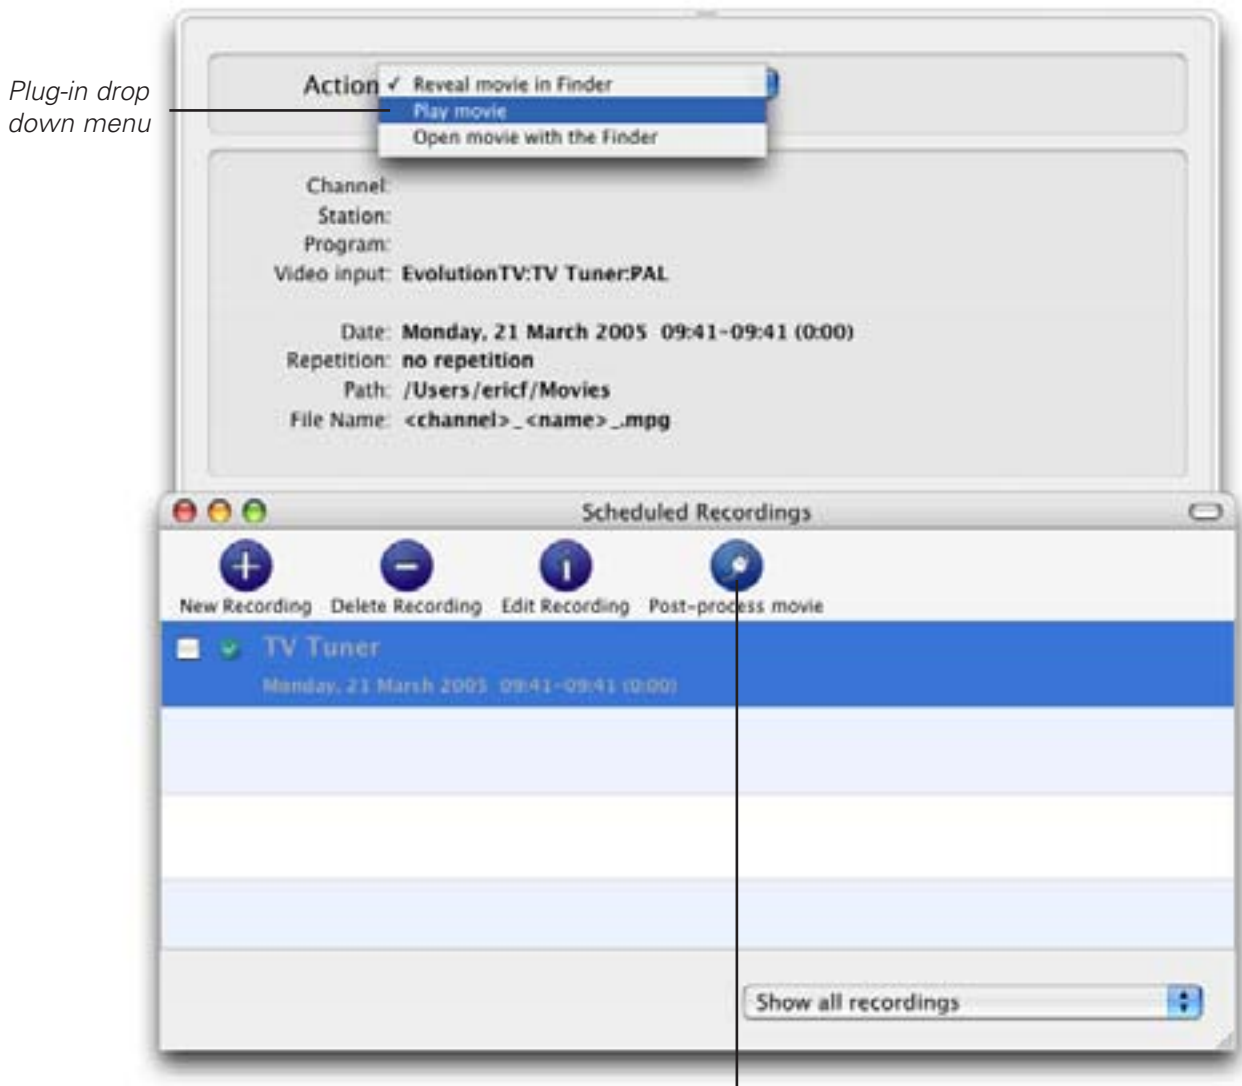 Plug-in drop
down menu
Action ✓ Reveal movie in Finder
Play movie
Open movie with the Finder
Channel:
Station:
Program:
Video input: EvolutionTV:TV Tuner:PAL
Date: Monday, 21 March 2005 09:41-09:41 (0:00)
Repetition: no repetition
Path: /Users/ericf/Movies
File Name: <channel>_<name>_.mpg
Scheduled Recordings
New Recording Delete Recording Edit Recording Post-process movie
TV Tuner
Monday, 21 March 2005 09:41-09:41 (0:00)
Show all recordings